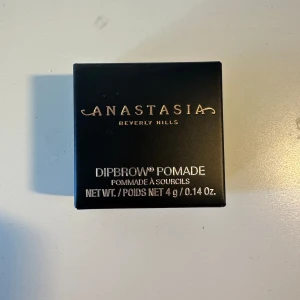 ANASTASIA
BEVERLY HILLS
DIPBROW® POMADE
POMMADE À SOURCILS
NET WT. / POIDS NET 4 g / 0.14 Oz.